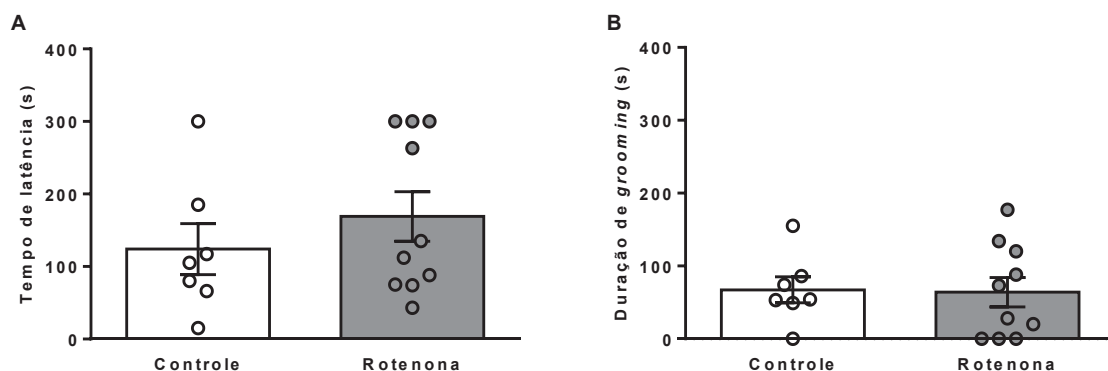 A
Tempo de latência (s)
400
300
200
100
0
Controle
Rotenona
B
Duração de grooming (s)
400
300
200
100
0
Controle
Rotenona